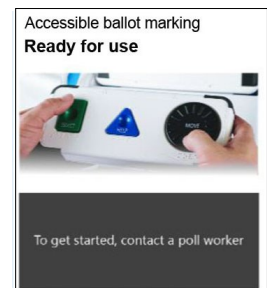 Accessible ballot marking
Ready for use
MOVE
To get started, contact a poll worker